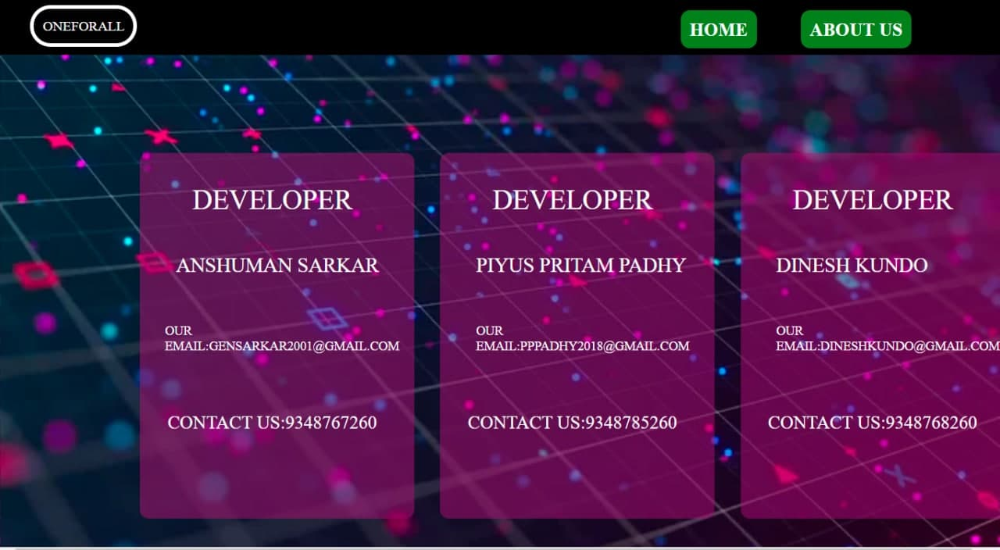 ONEFORALL
HOME
ABOUT US
DEVELOPER
ANSHUMAN SARKAR
OUR
EMAIL:GENSARKAR2001@GMAIL.COM
CONTACT US:9348767260
DEVELOPER
PIYUS PRITAM PADHY
OUR
EMAIL:PPPADHY2018@GMAIL.COM
CONTACT US:9348785260
DEVELOPER
DINESH KUNDO
OUR
EMAIL:DINESHKUNDO@GMAIL.COM
CONTACT US:9348768260